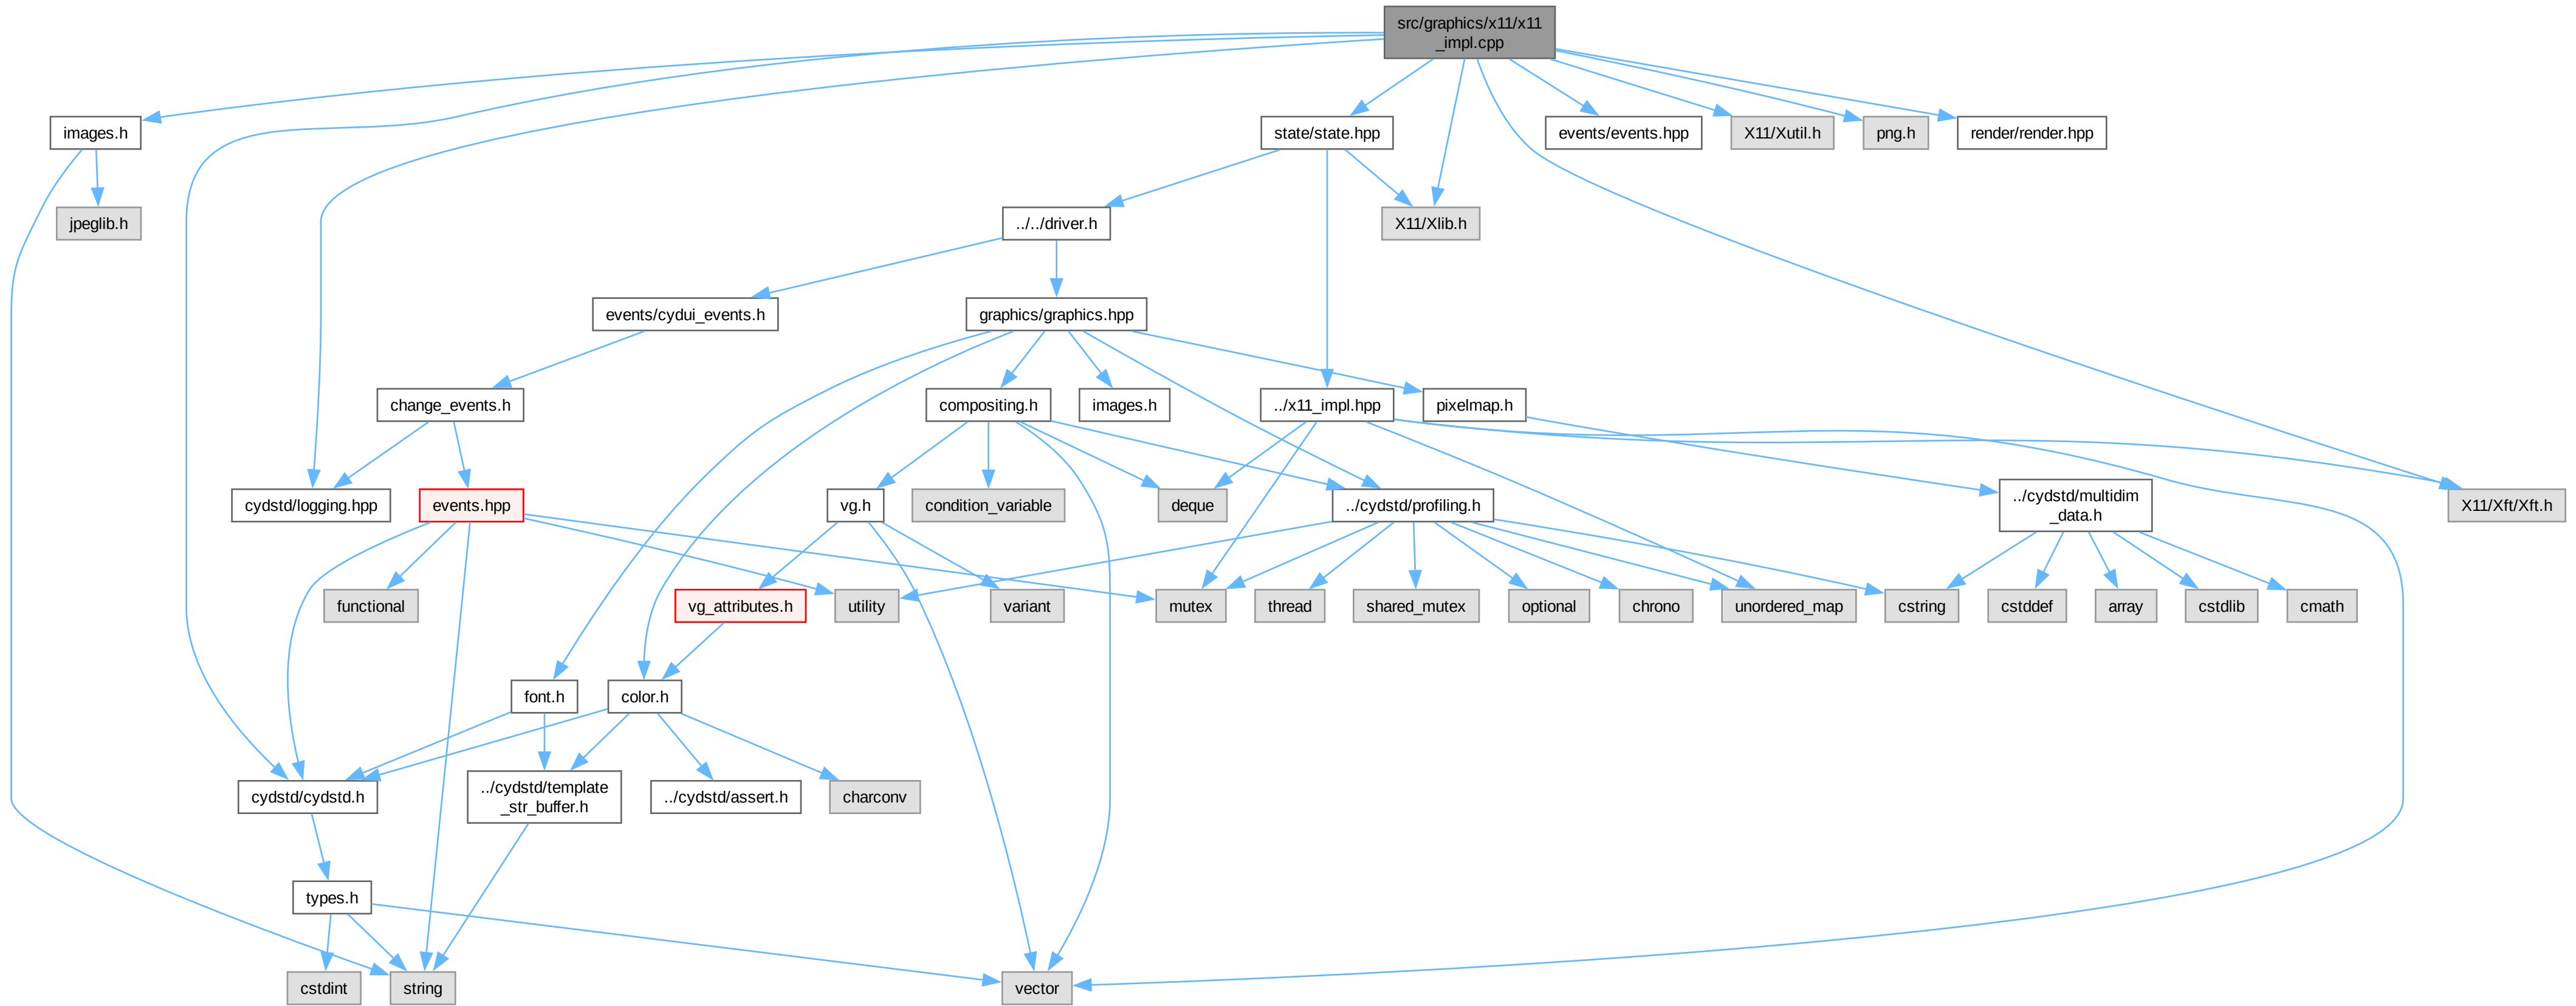 src/graphics/x11/x11
_impl.cpp
images.h
state/state.hpp
events/events.hpp
X11/Xutil.h
png.h
render/render.hpp
jpeglib.h
../../driver.h
X11/Xlib.h
events/cydui_events.h
graphics/graphics.hpp
change_events.h
compositing.h
images.h
../x11_impl.hpp
pixelmap.h
cydstd/logging.hpp
events.hpp
vg.h
condition_variable
deque
../cydstd/profiling.h
../cydstd/multidim
_data.h
X11/Xft/Xft.h
functional
vg_attributes.h
utility
variant
mutex
thread
shared_mutex
optional
chrono
unordered_map
cstring
cstddef
array
cstdlib
cmath
font.h
color.h
cydstd/cydstd.h
../cydstd/template
_str_buffer.h
../cydstd/assert.h
charconv
types.h
cstdint
string
vector